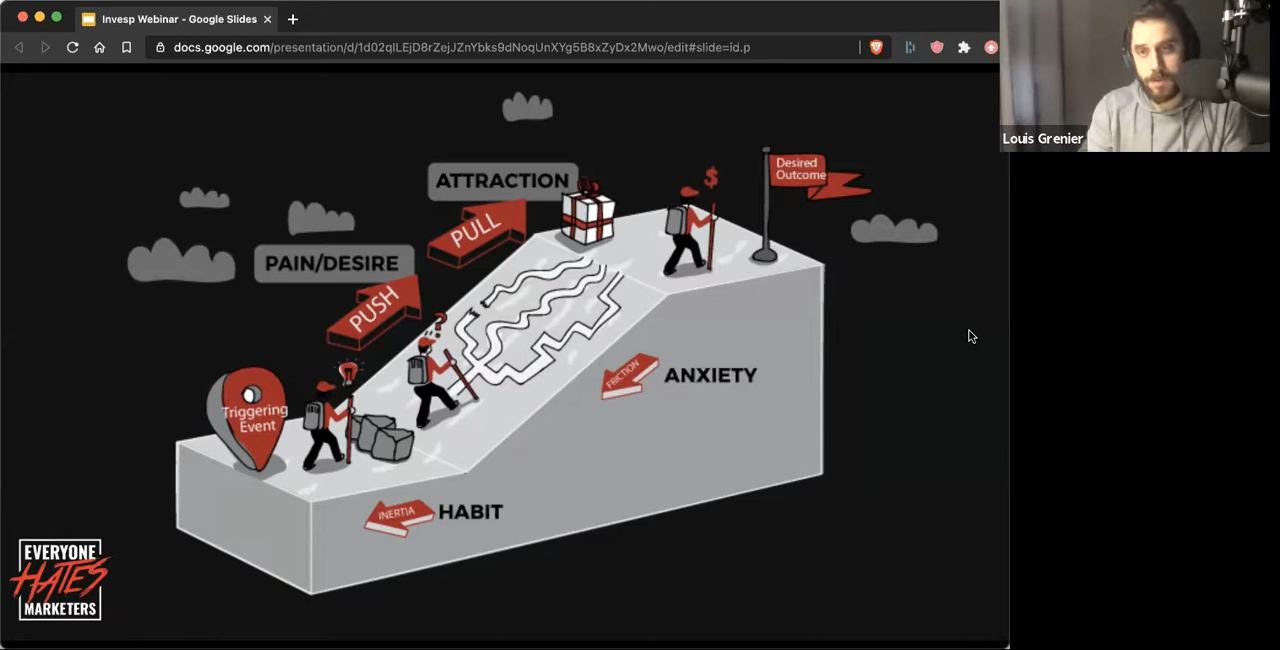 Invesp Webinar - Google Slides
docs.google.com/presentation/d/1d02qILEjD8rZejJZnYbks9dNoqUnXYg5B8xZyDx2Mwo/edit#slide=id.p
Louis Grenier
Desired
Outcome
$
ATTRACTION
PULL
PAIN/DESIRE
PUSH
?
Triggering
Event
FRICTION
ANXIETY
INERTIA
HABIT
EVERYONE
HATES
MARKETERS